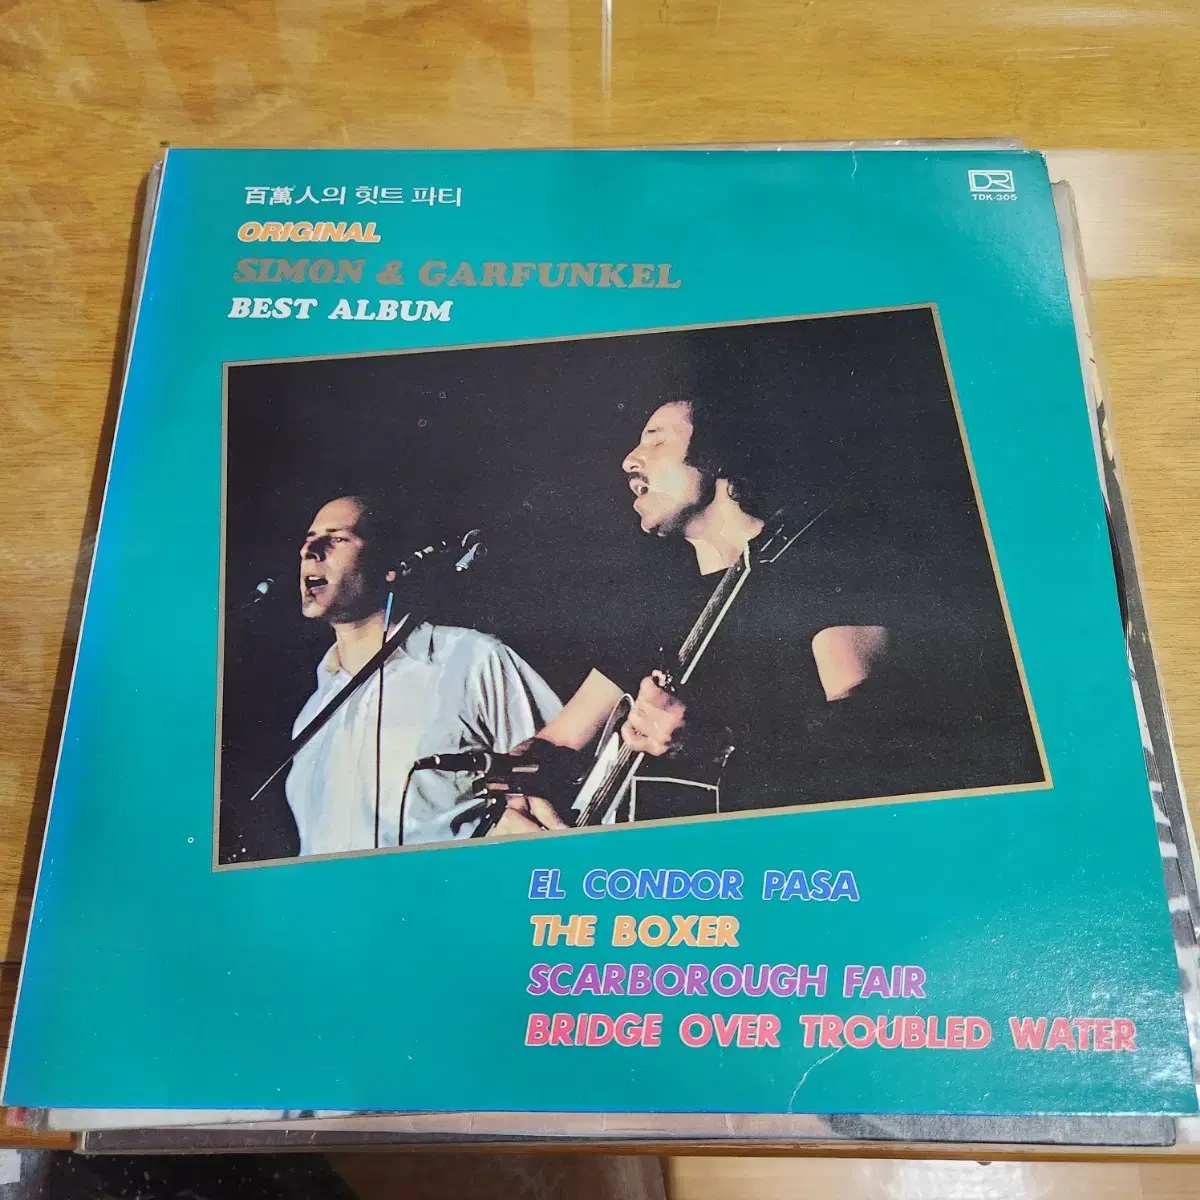 百萬人의 힛트 파티
DR
TDK-305
ORIGINAL
SIMON & GARFUNKEL
BEST ALBUM
EL CONDOR PASA
THE BOXER
SCARBOROUGH FAIR
BRIDGE OVER TROUBLED WATER